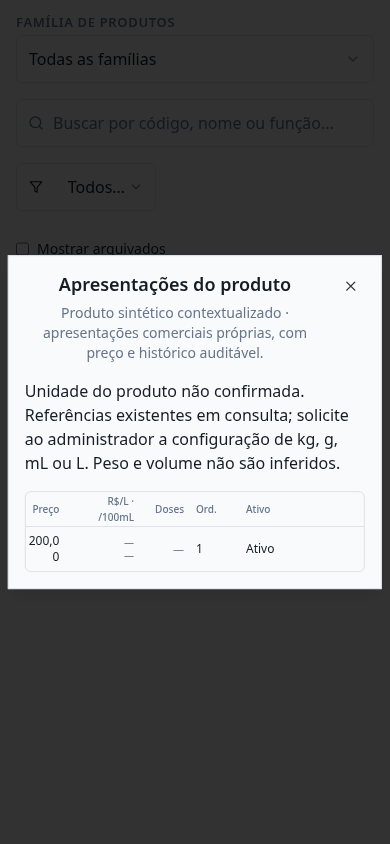 FAMÍLIA DE PRODUTOS
Todas as famílias
Buscar por código, nome ou função...
Todos...
Mostrar arquivados
Apresentações do produto
Produto sintético contextualizado ·
apresentações comerciais próprias, com
preço e histórico auditável.
Unidade do produto não confirmada.
Referências existentes em consulta; solicite
ao administrador a configuração de kg, g,
mL ou L. Peso e volume não são inferidos.
Preço R$/L · /100mL Doses Ord. Ativo
200,00 — — — 1 Ativo